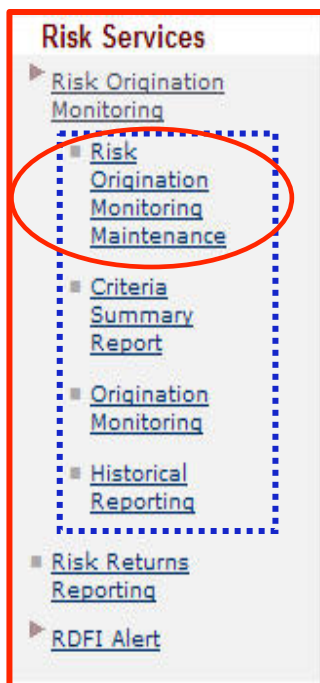 Risk Services
Risk Origination
Monitoring
Risk
Origination
Monitoring
Maintenance
Criteria
Summary
Report
Origination
Monitoring
Historical
Reporting
Risk Returns
Reporting
RDFI Alert